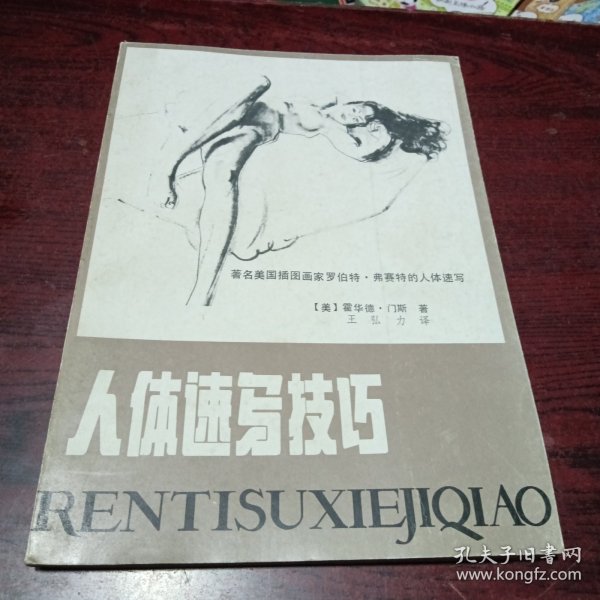 著名美国插图画家罗伯特·弗赛特的人体速写
【美】霍华德·门斯 著
王弘力译
人体速写技巧
RENTISUXIEJIQIAO
孔夫子旧书网
www.kongfz.com